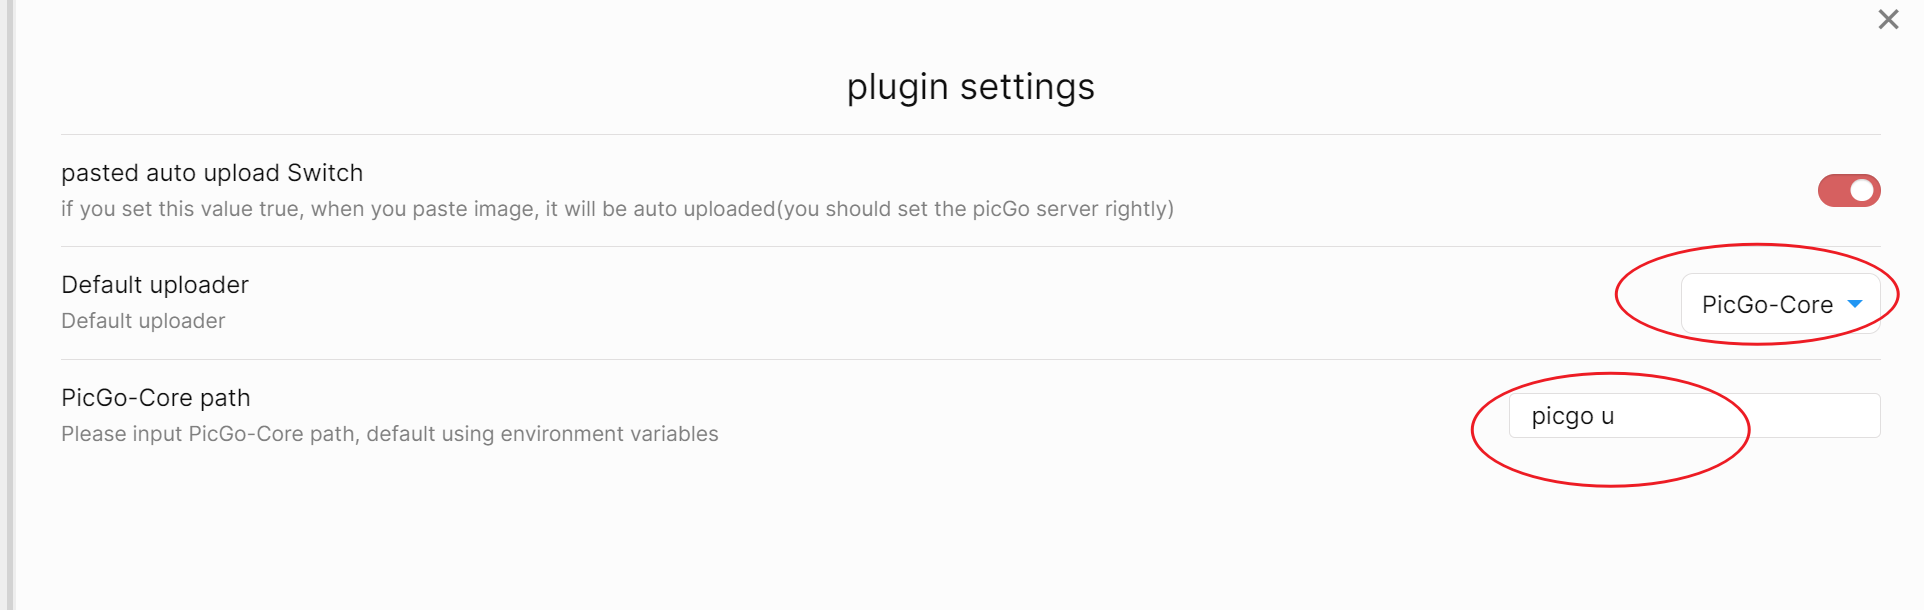 plugin settings
pasted auto upload Switch
if you set this value true, when you paste image, it will be auto uploaded(you should set the picGo server rightly)
Default uploader
Default uploader
PicGo-Core
PicGo-Core path
Please input PicGo-Core path, default using environment variables
picgo u